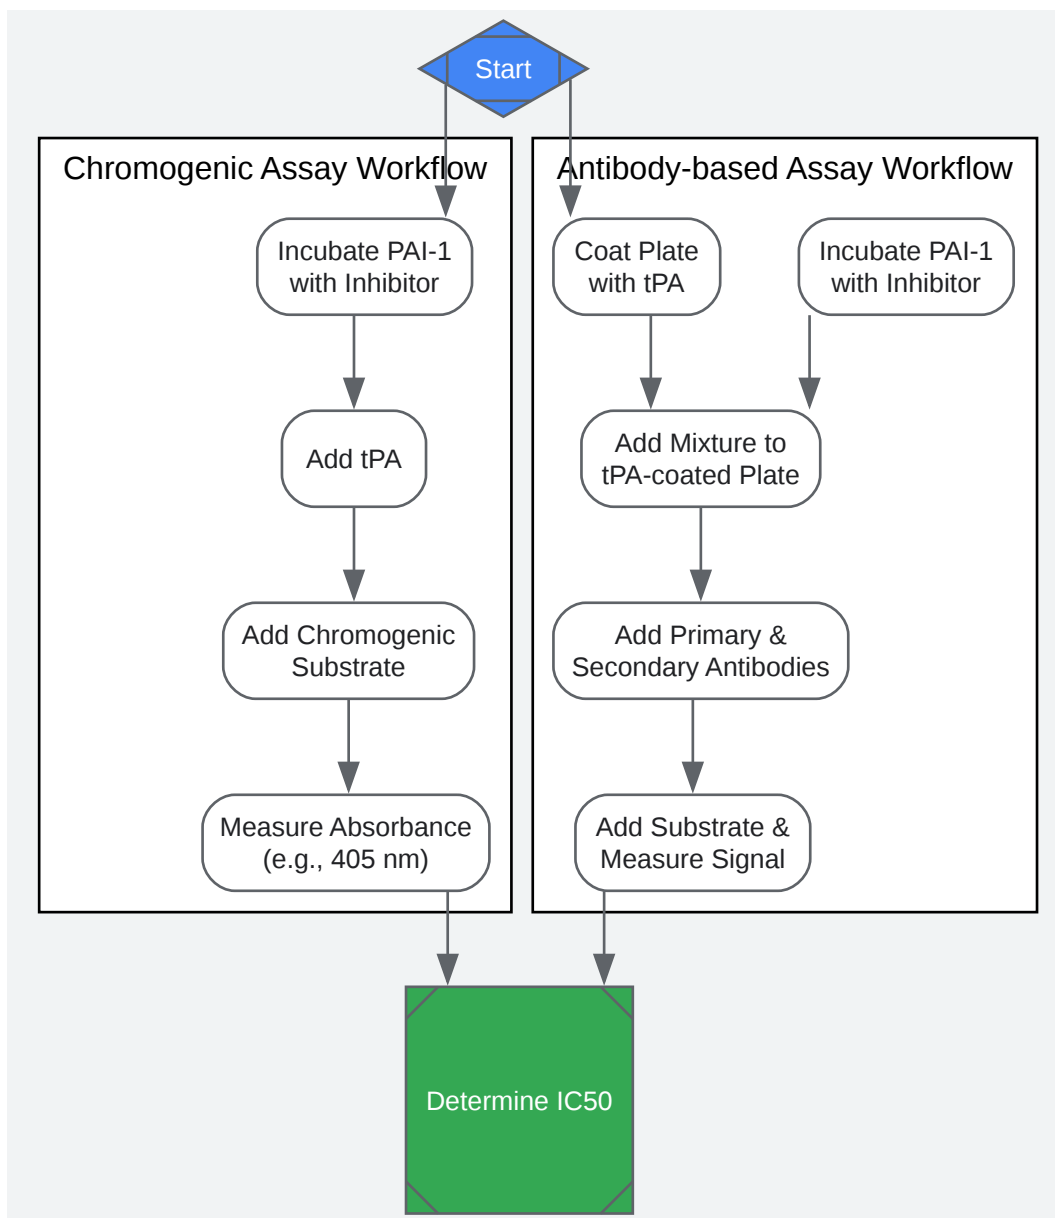 Start
Chromogenic Assay Workflow
Incubate PAI-1
with Inhibitor
Add tPA
Add Chromogenic
Substrate
Measure Absorbance
(e.g., 405 nm)
Antibody-based Assay Workflow
Coat Plate
with tPA
Incubate PAI-1
with Inhibitor
Add Mixture to
tPA-coated Plate
Add Primary &
Secondary Antibodies
Add Substrate &
Measure Signal
Determine IC50